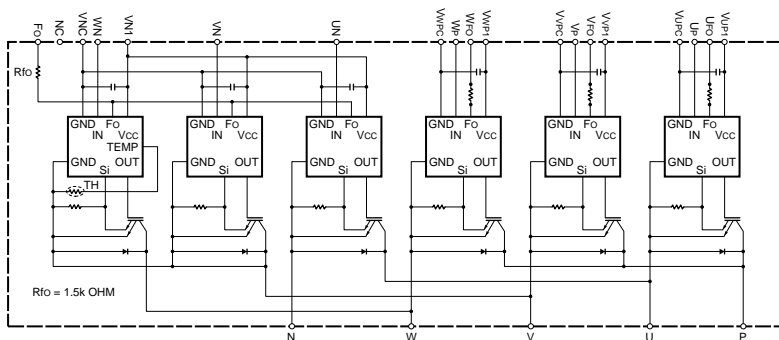 FO NC VNC WN VN1 VN UN VWPC WP WFO VWP1 VVPC VP VFO VVP1 VUPC UP UFO VUP1
Rfo
GND FO
IN VCC
TEMP
GND OUT
Si
TH
GND FO
IN VCC
GND OUT
Si
GND FO
IN VCC
GND OUT
Si
GND FO
IN VCC
GND OUT
Si
GND FO
IN VCC
GND OUT
Si
GND FO
IN VCC
GND OUT
Si
Rfo = 1.5k OHM
N W V U P